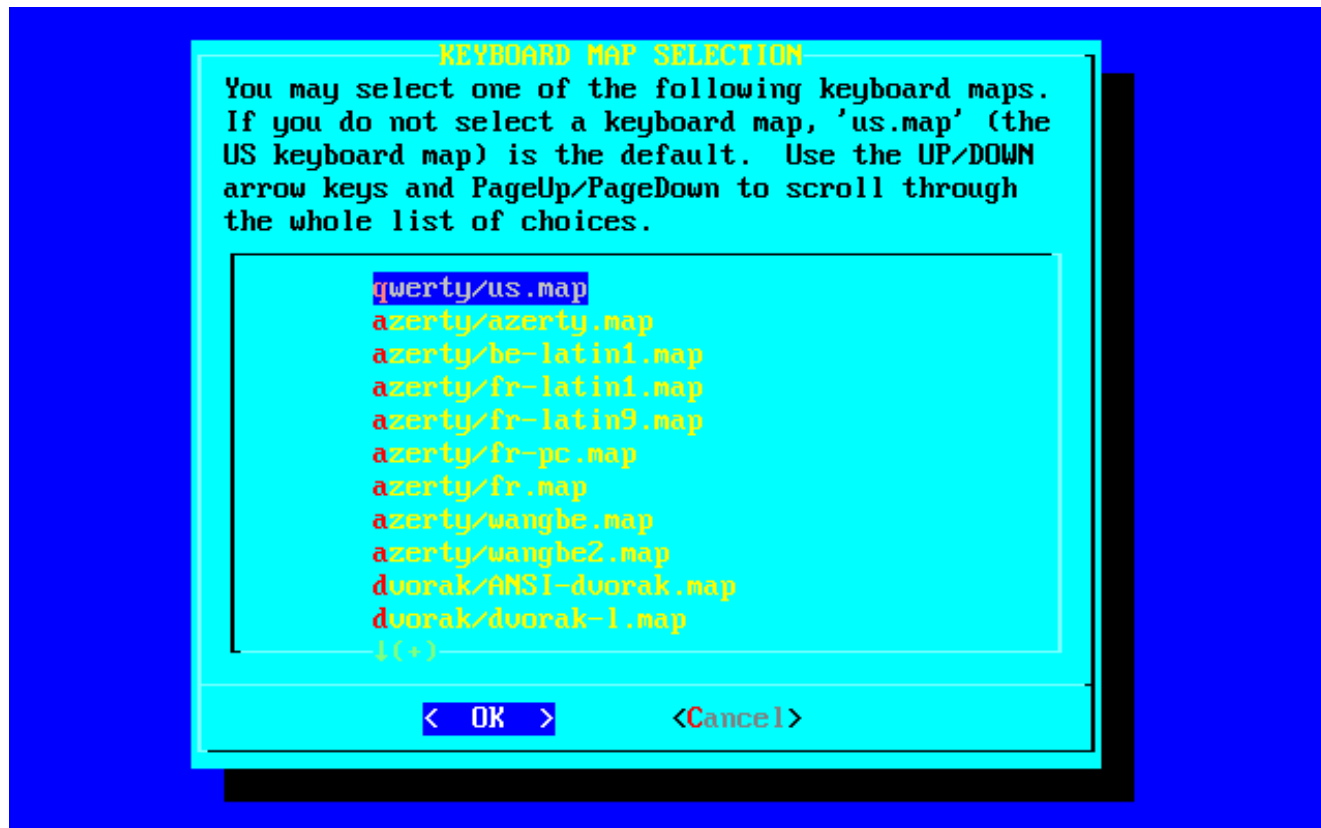 KEYBOARD MAP SELECTION
You may select one of the following keyboard maps.
If you do not select a keyboard map, 'us.map' (the
US keyboard map) is the default.  Use the UP/DOWN
arrow keys and PageUp/PageDown to scroll through
the whole list of choices.
qwerty/us.map
azerty/azerty.map
azerty/be-latin1.map
azerty/fr-latin1.map
azerty/fr-latin9.map
azerty/fr-pc.map
azerty/fr.map
azerty/wangbe.map
azerty/wangbe2.map
dvorak/ANSI-dvorak.map
dvorak/dvorak-l.map
↓(+)
<  OK  > <Cancel>